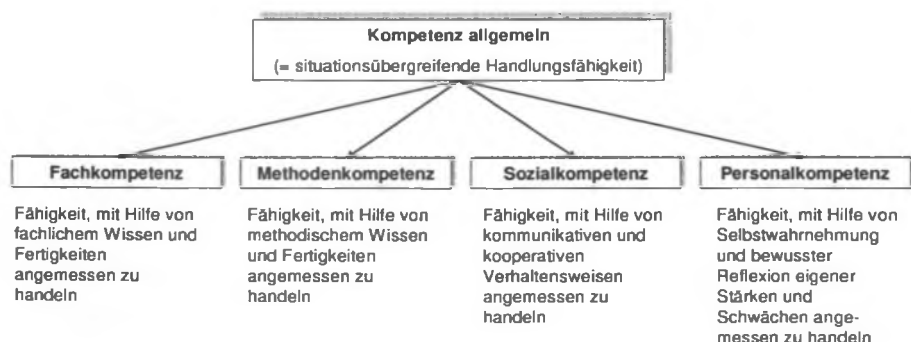 Kompetenz allgemein
(= situationsübergreifende Handlungsfähigkeit)
Fachkompetenz
Fähigkeit, mit Hilfe von
fachlichem Wissen und
Fertigkeiten
angemessen zu
handeln
Methodenkompetenz
Fähigkeit, mit Hilfe von
methodischem Wissen
und Fertigkeiten
angemessen zu
handeln
Sozialkompetenz
Fähigkeit, mit Hilfe von
kommunikativen und
kooperativen
Verhaltensweisen
angemessen zu
handeln
Personalkompetenz
Fähigkeit, mit Hilfe von
Selbstwahrnehmung
und bewusster
Reflexion eigener
Stärken und
Schwächen ange-
messen zu handeln